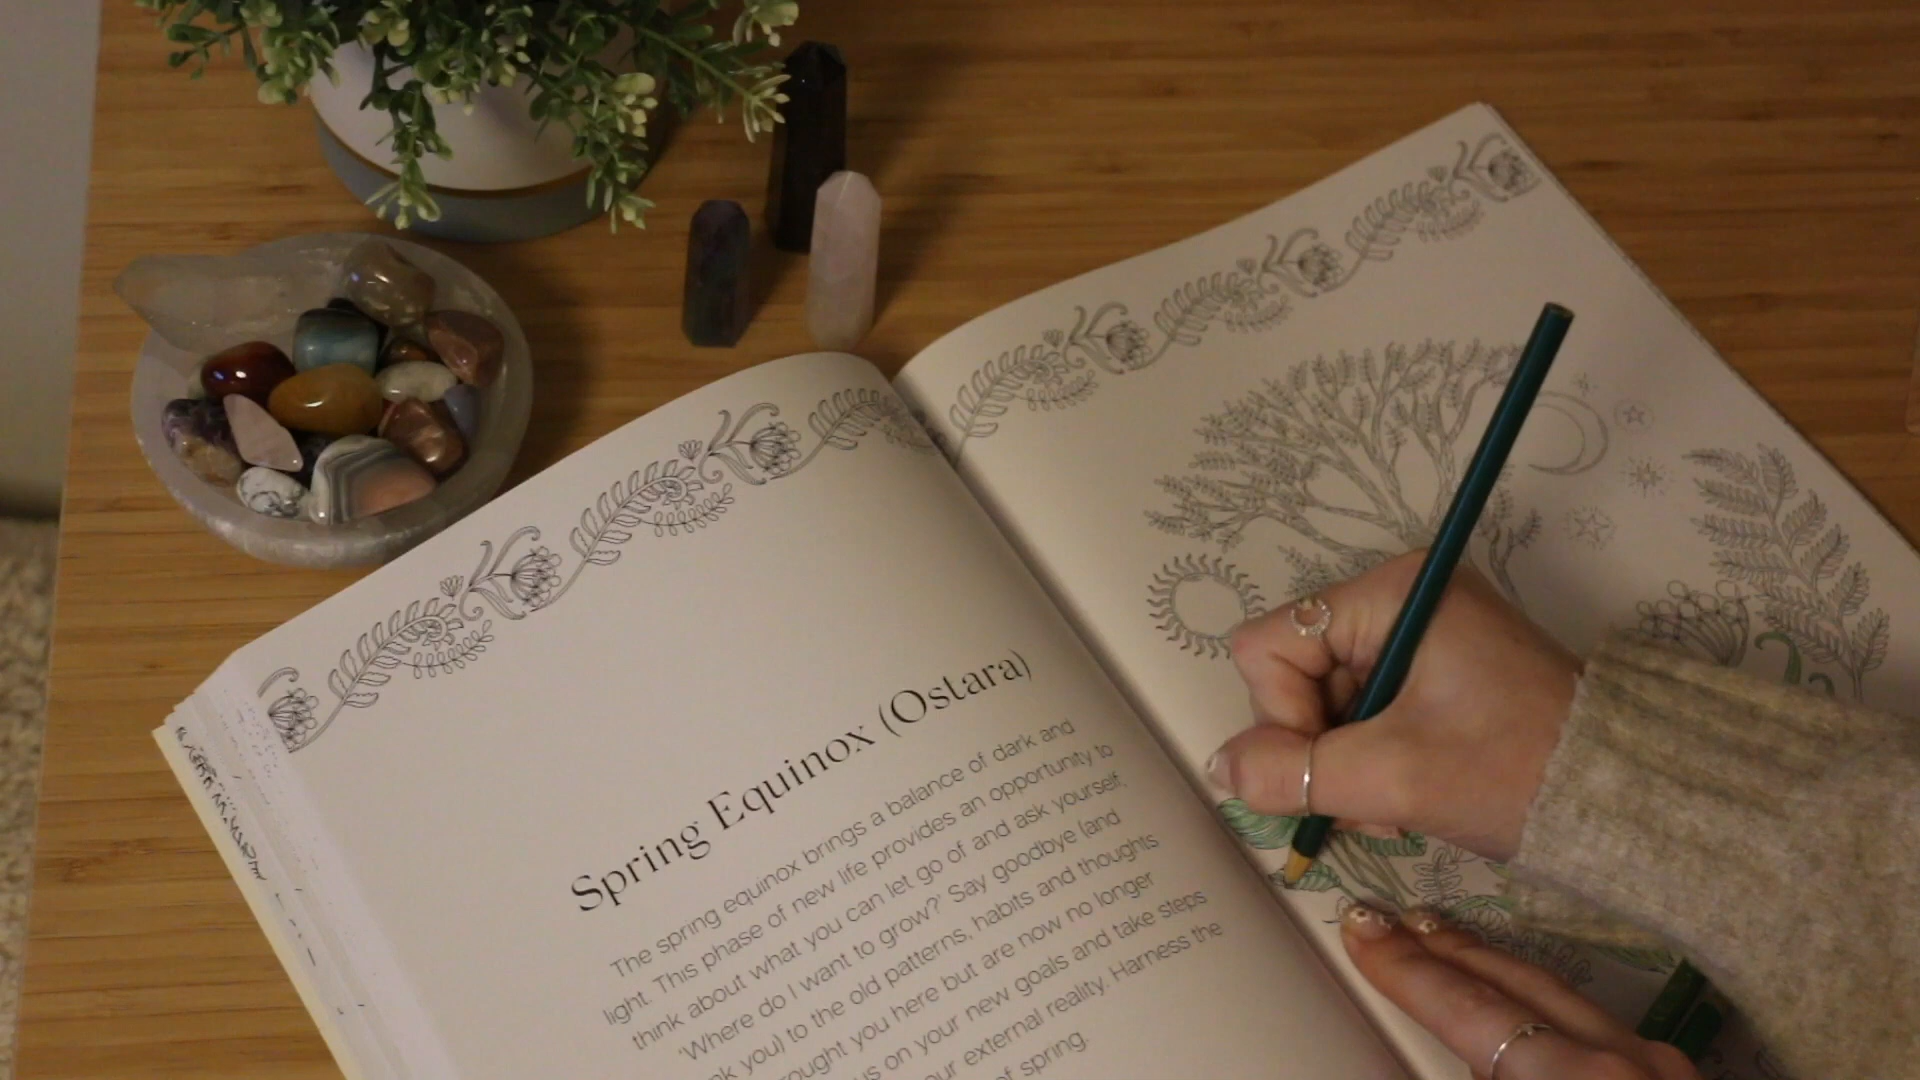 Spring Equinox (Ostara)
The spring equinox brings a balance of dark and
light. This phase of new life provides an opportunity to
think about what you can let go of and ask yourself,
'Where do I want to grow?' Say goodbye (and
you) to the old patterns, habits and thoughts
you here but are now no longer
on your new goals and take steps
external reality. Harness the
of spring.